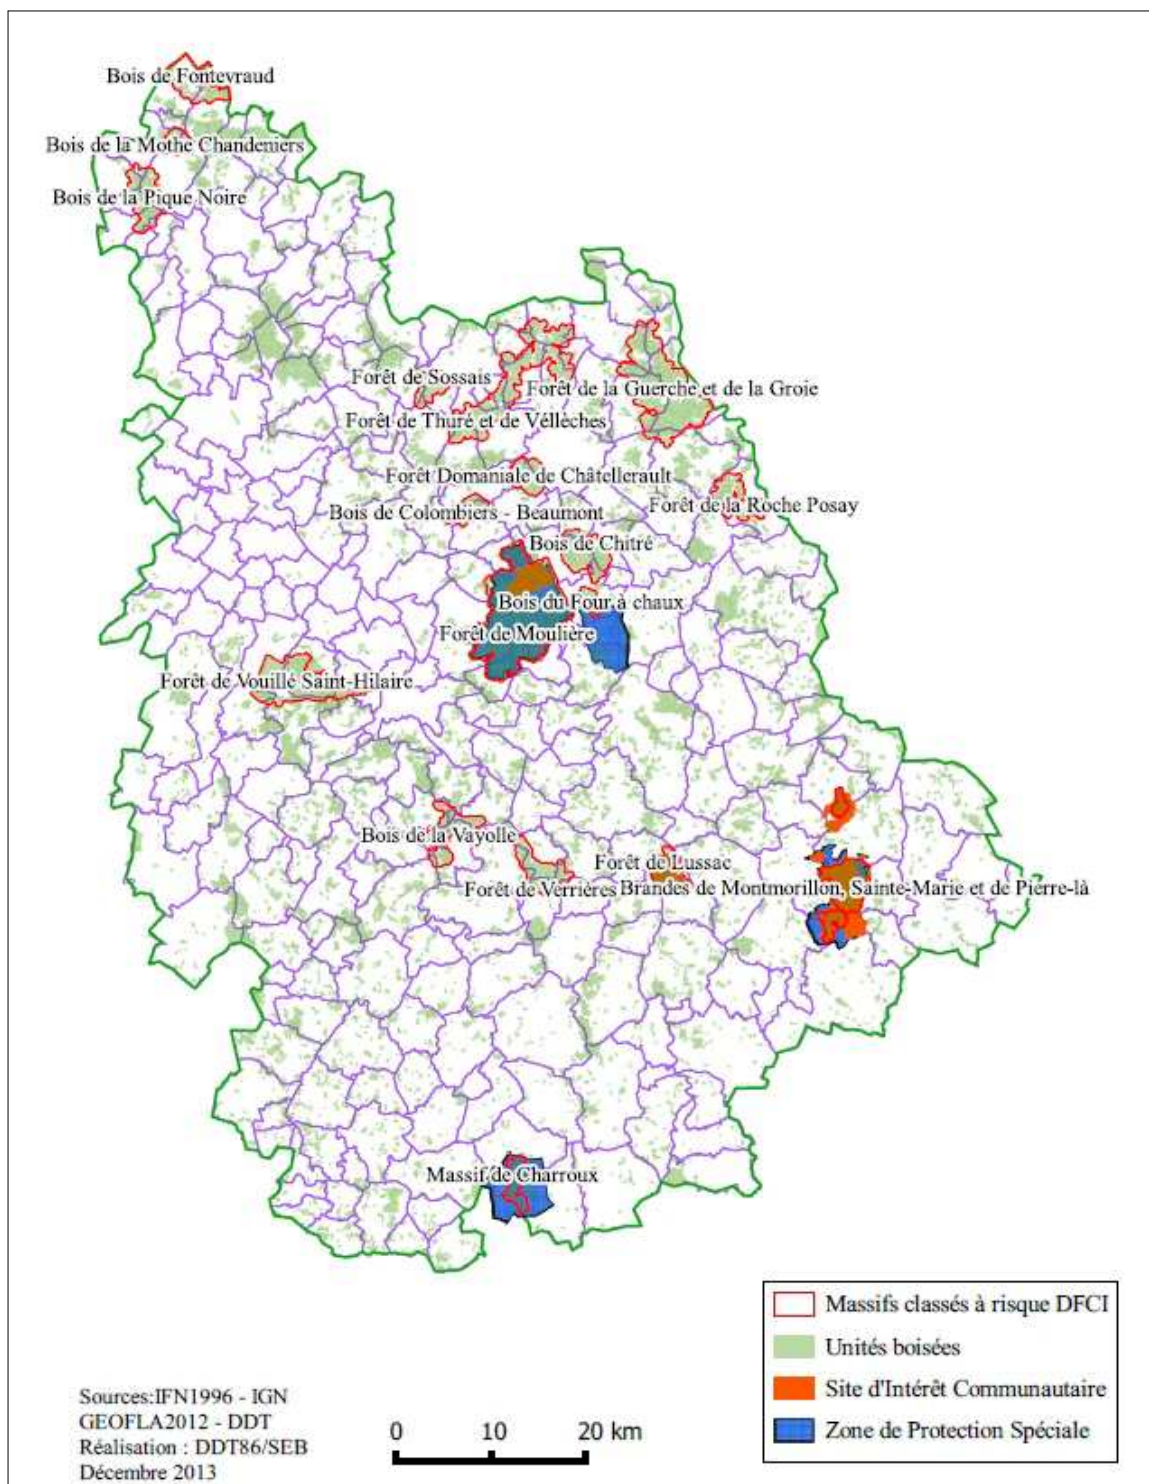 Bois de Fontevraud
Bois de la Mothe Chandeniers
Bois de la Pique Noire
Forêt de Sossais
Forêt de la Guerche et de la Groie
Forêt de Thuré et de Véllèches
Forêt Domaniale de Châtellerault
Bois de Colombiers - Beaumont
Forêt de la Roche Posay
Bois de Chitré
Bois du Four à chaux
Forêt de Moulière
Forêt de Vouillé Saint-Hilaire
Bois de la Vayolle
Forêt de Lussac
Forêt de Verrières
Brandes de Montmorillon, Sainte-Marie et de Pierre-là
Massif de Charroux
Massifs classés à risque DFCI
Unités boisées
Site d'Intérêt Communautaire
Zone de Protection Spéciale
Sources:IFN1996 - IGN
GEOFLA2012 - DDT
Réalisation : DDT86/SEB
Décembre 2013
0 10 20 km